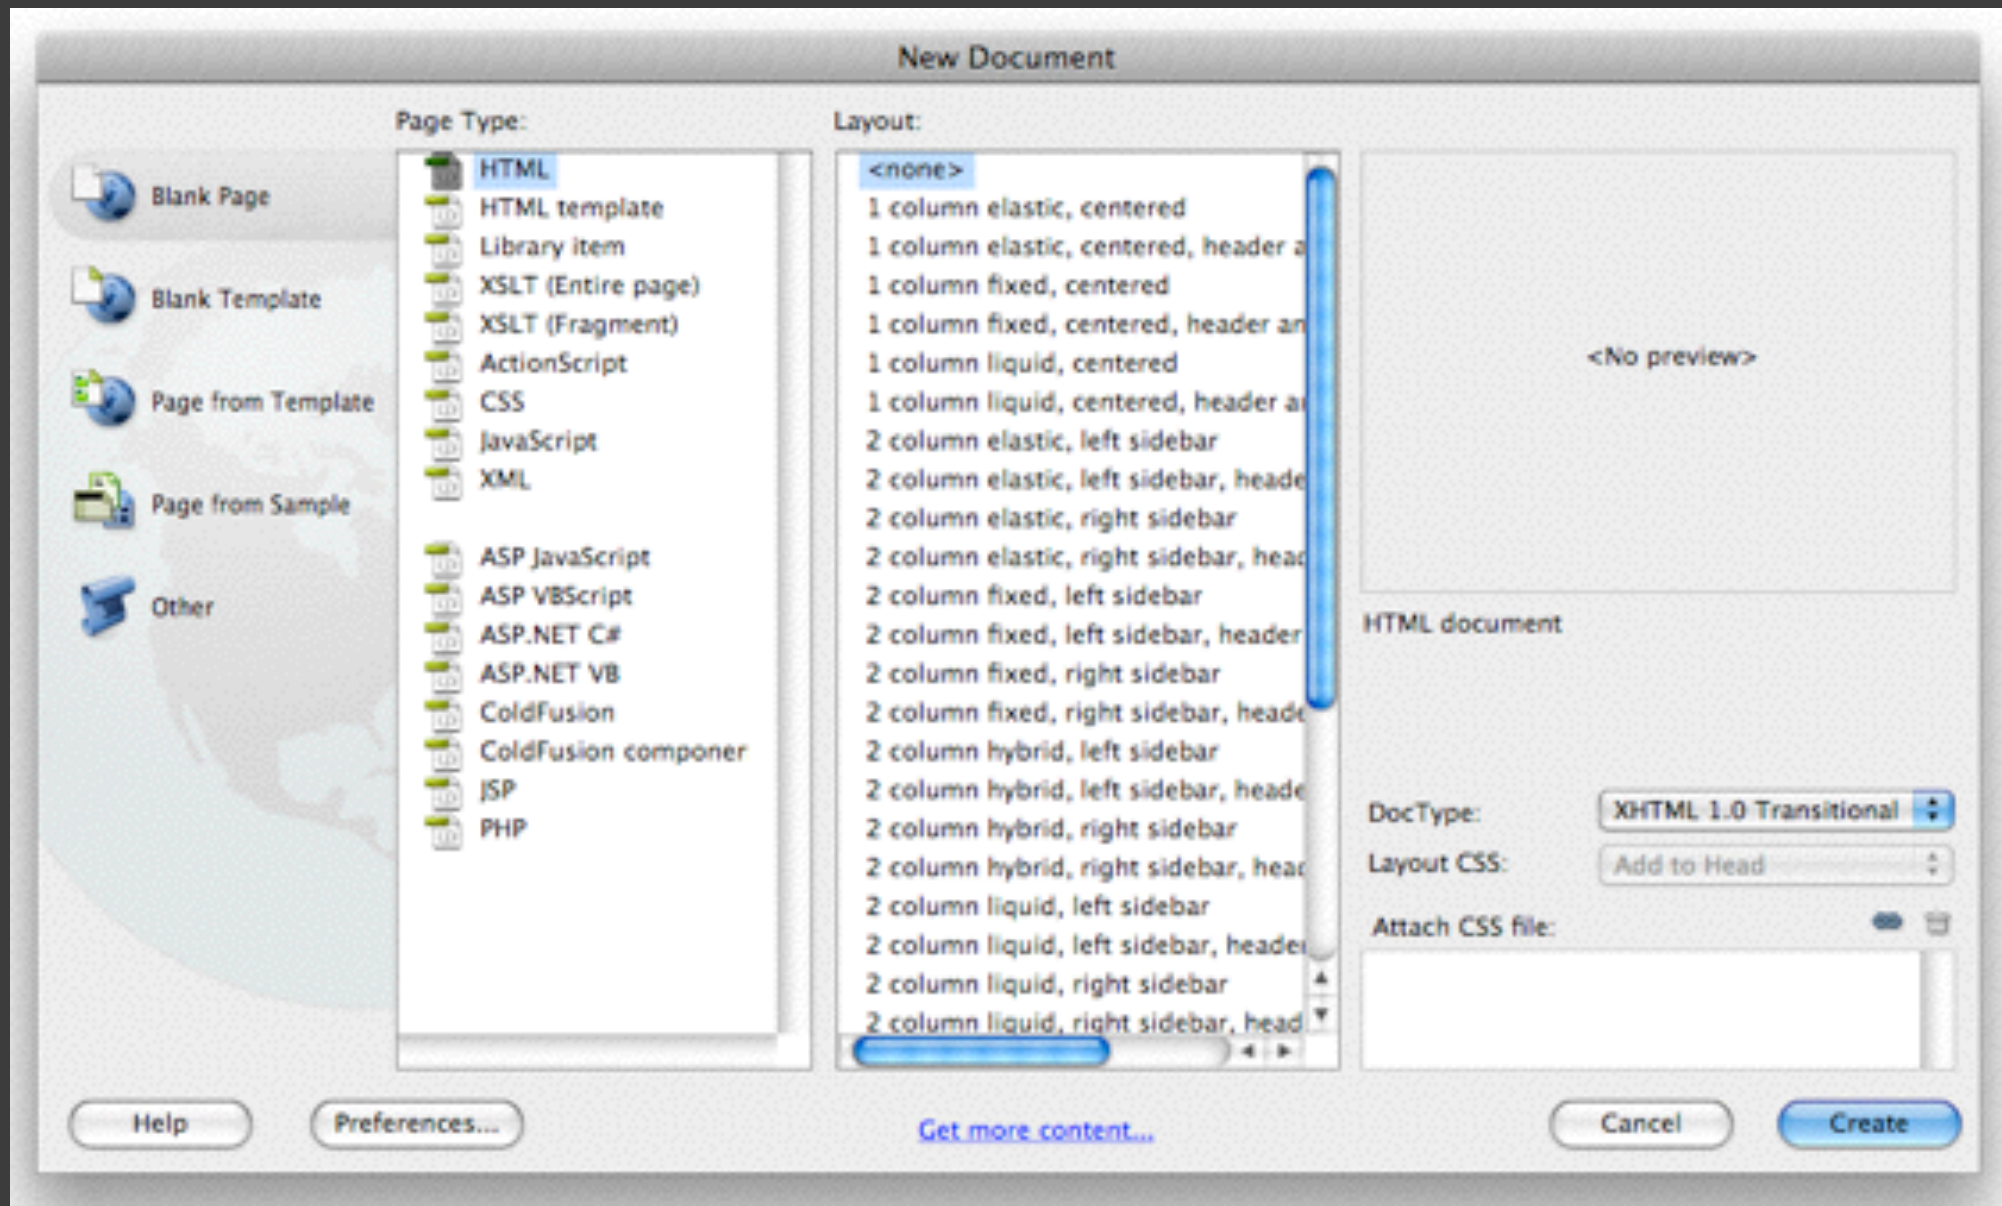 New Document
Blank Page
Blank Template
Page from Template
Page from Sample
Other
Page Type:
HTML
HTML template
Library item
XSLT (Entire page)
XSLT (Fragment)
ActionScript
CSS
JavaScript
XML
ASP JavaScript
ASP VBScript
ASP.NET C#
ASP.NET VB
ColdFusion
ColdFusion componer
JSP
PHP
Layout:
<none>
1 column elastic, centered
1 column elastic, centered, header a
1 column fixed, centered
1 column fixed, centered, header an
1 column liquid, centered
1 column liquid, centered, header a
2 column elastic, left sidebar
2 column elastic, left sidebar, heade
2 column elastic, right sidebar
2 column elastic, right sidebar, head
2 column fixed, left sidebar
2 column fixed, left sidebar, header
2 column fixed, right sidebar
2 column fixed, right sidebar, heade
2 column hybrid, left sidebar
2 column hybrid, left sidebar, heade
2 column hybrid, right sidebar
2 column hybrid, right sidebar, head
2 column liquid, left sidebar
2 column liquid, left sidebar, header
2 column liquid, right sidebar
2 column liquid, right sidebar, head
<No preview>
HTML document
DocType: XHTML 1.0 Transitional
Layout CSS: Add to Head
Attach CSS file:
Help Preferences... Get more content... Cancel Create